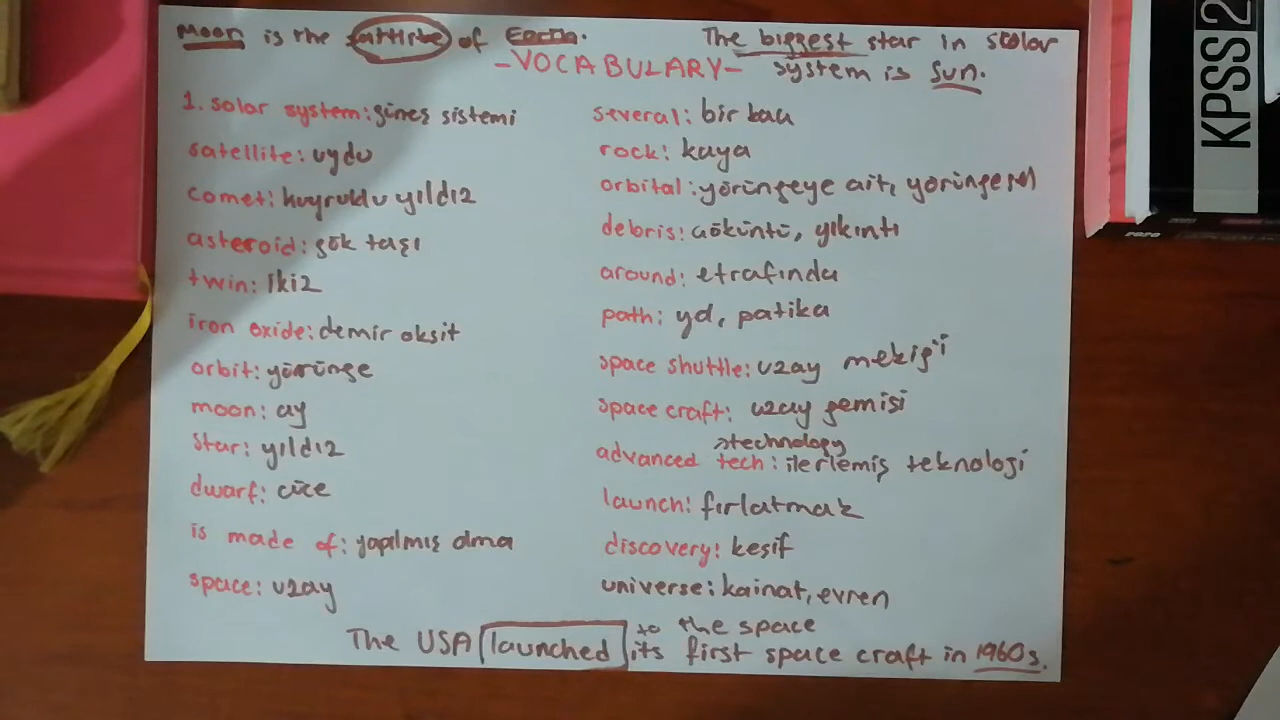 Moon is the sattlite of Earth.
The biggest star in solar
system is Sun.
-VOCABULARY-
1. solar system: güneş sistemi
satellite: uydu
comet: kuyruklu yıldız
asteroid: gök taşı
twin: ikiz
iron oxide: demir oksit
orbit: yörünge
moon: ay
star: yıldız
dwarf: cüce
is made of: yapılmış olma
space: uzay
several: bir kaç
rock: kaya
orbital: yörüngeye ait, yörüngesel
debris: çöküntü, yıkıntı
around: etrafında
path: yol, patika
space shuttle: uzay mekiği
space craft: uzay gemisi
technology
advanced tech: ilerlemiş teknoloji
launch: fırlatmak
discovery: keşif
universe: kainat, evren
to the space
The USA launched its first space craft in 1960s.
KPSS 2
2020